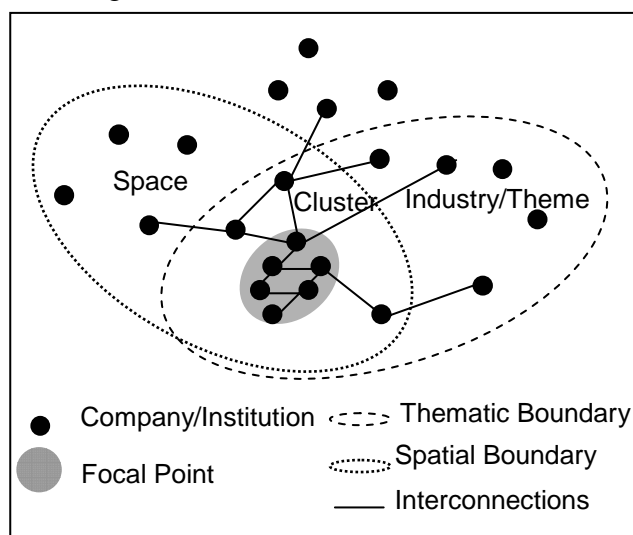 Space
Cluster
Industry/Theme
Company/Institution
Thematic Boundary
Focal Point
Spatial Boundary
Interconnections